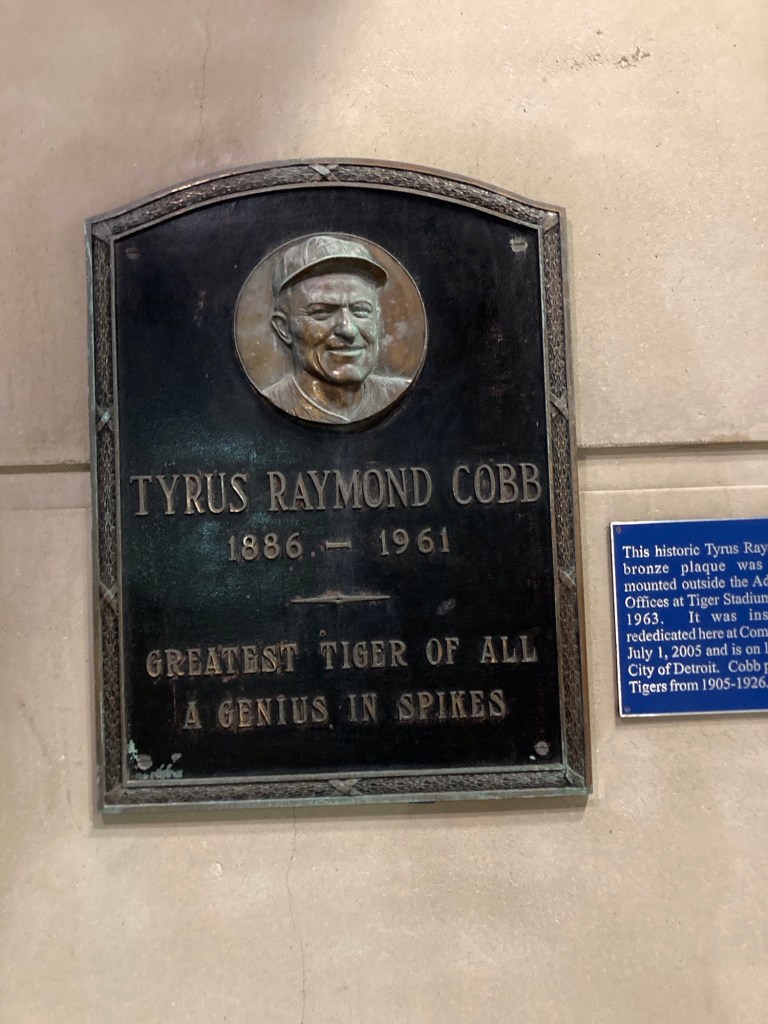 TYRUS RAYMOND COBB
1886 - 1961
GREATEST TIGER OF ALL
A GENIUS IN SPIKES
This historic Tyrus Ray
bronze plaque was
mounted outside the Ad
Offices at Tiger Stadium
1963. It was ins
rededicated here at Com
July 1, 2005 and is on l
City of Detroit. Cobb p
Tigers from 1905-1926.